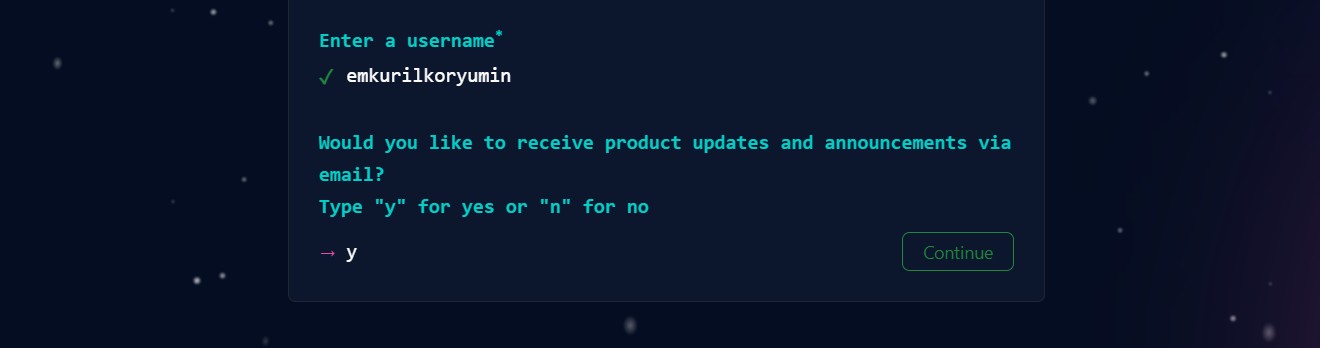 Enter a username*
✓ emkurilkoryumin
Would you like to receive product updates and announcements via
email?
Type "y" for yes or "n" for no
→ y
Continue